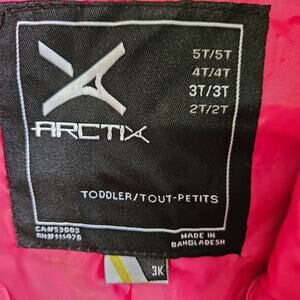 5T/5T
4T/4T
3T/3T
2T/2T
ARCTIX
TODDLER/TOUT-PETITS
CA#53003
RN#111478
MADE IN
BANGLADESH
3K